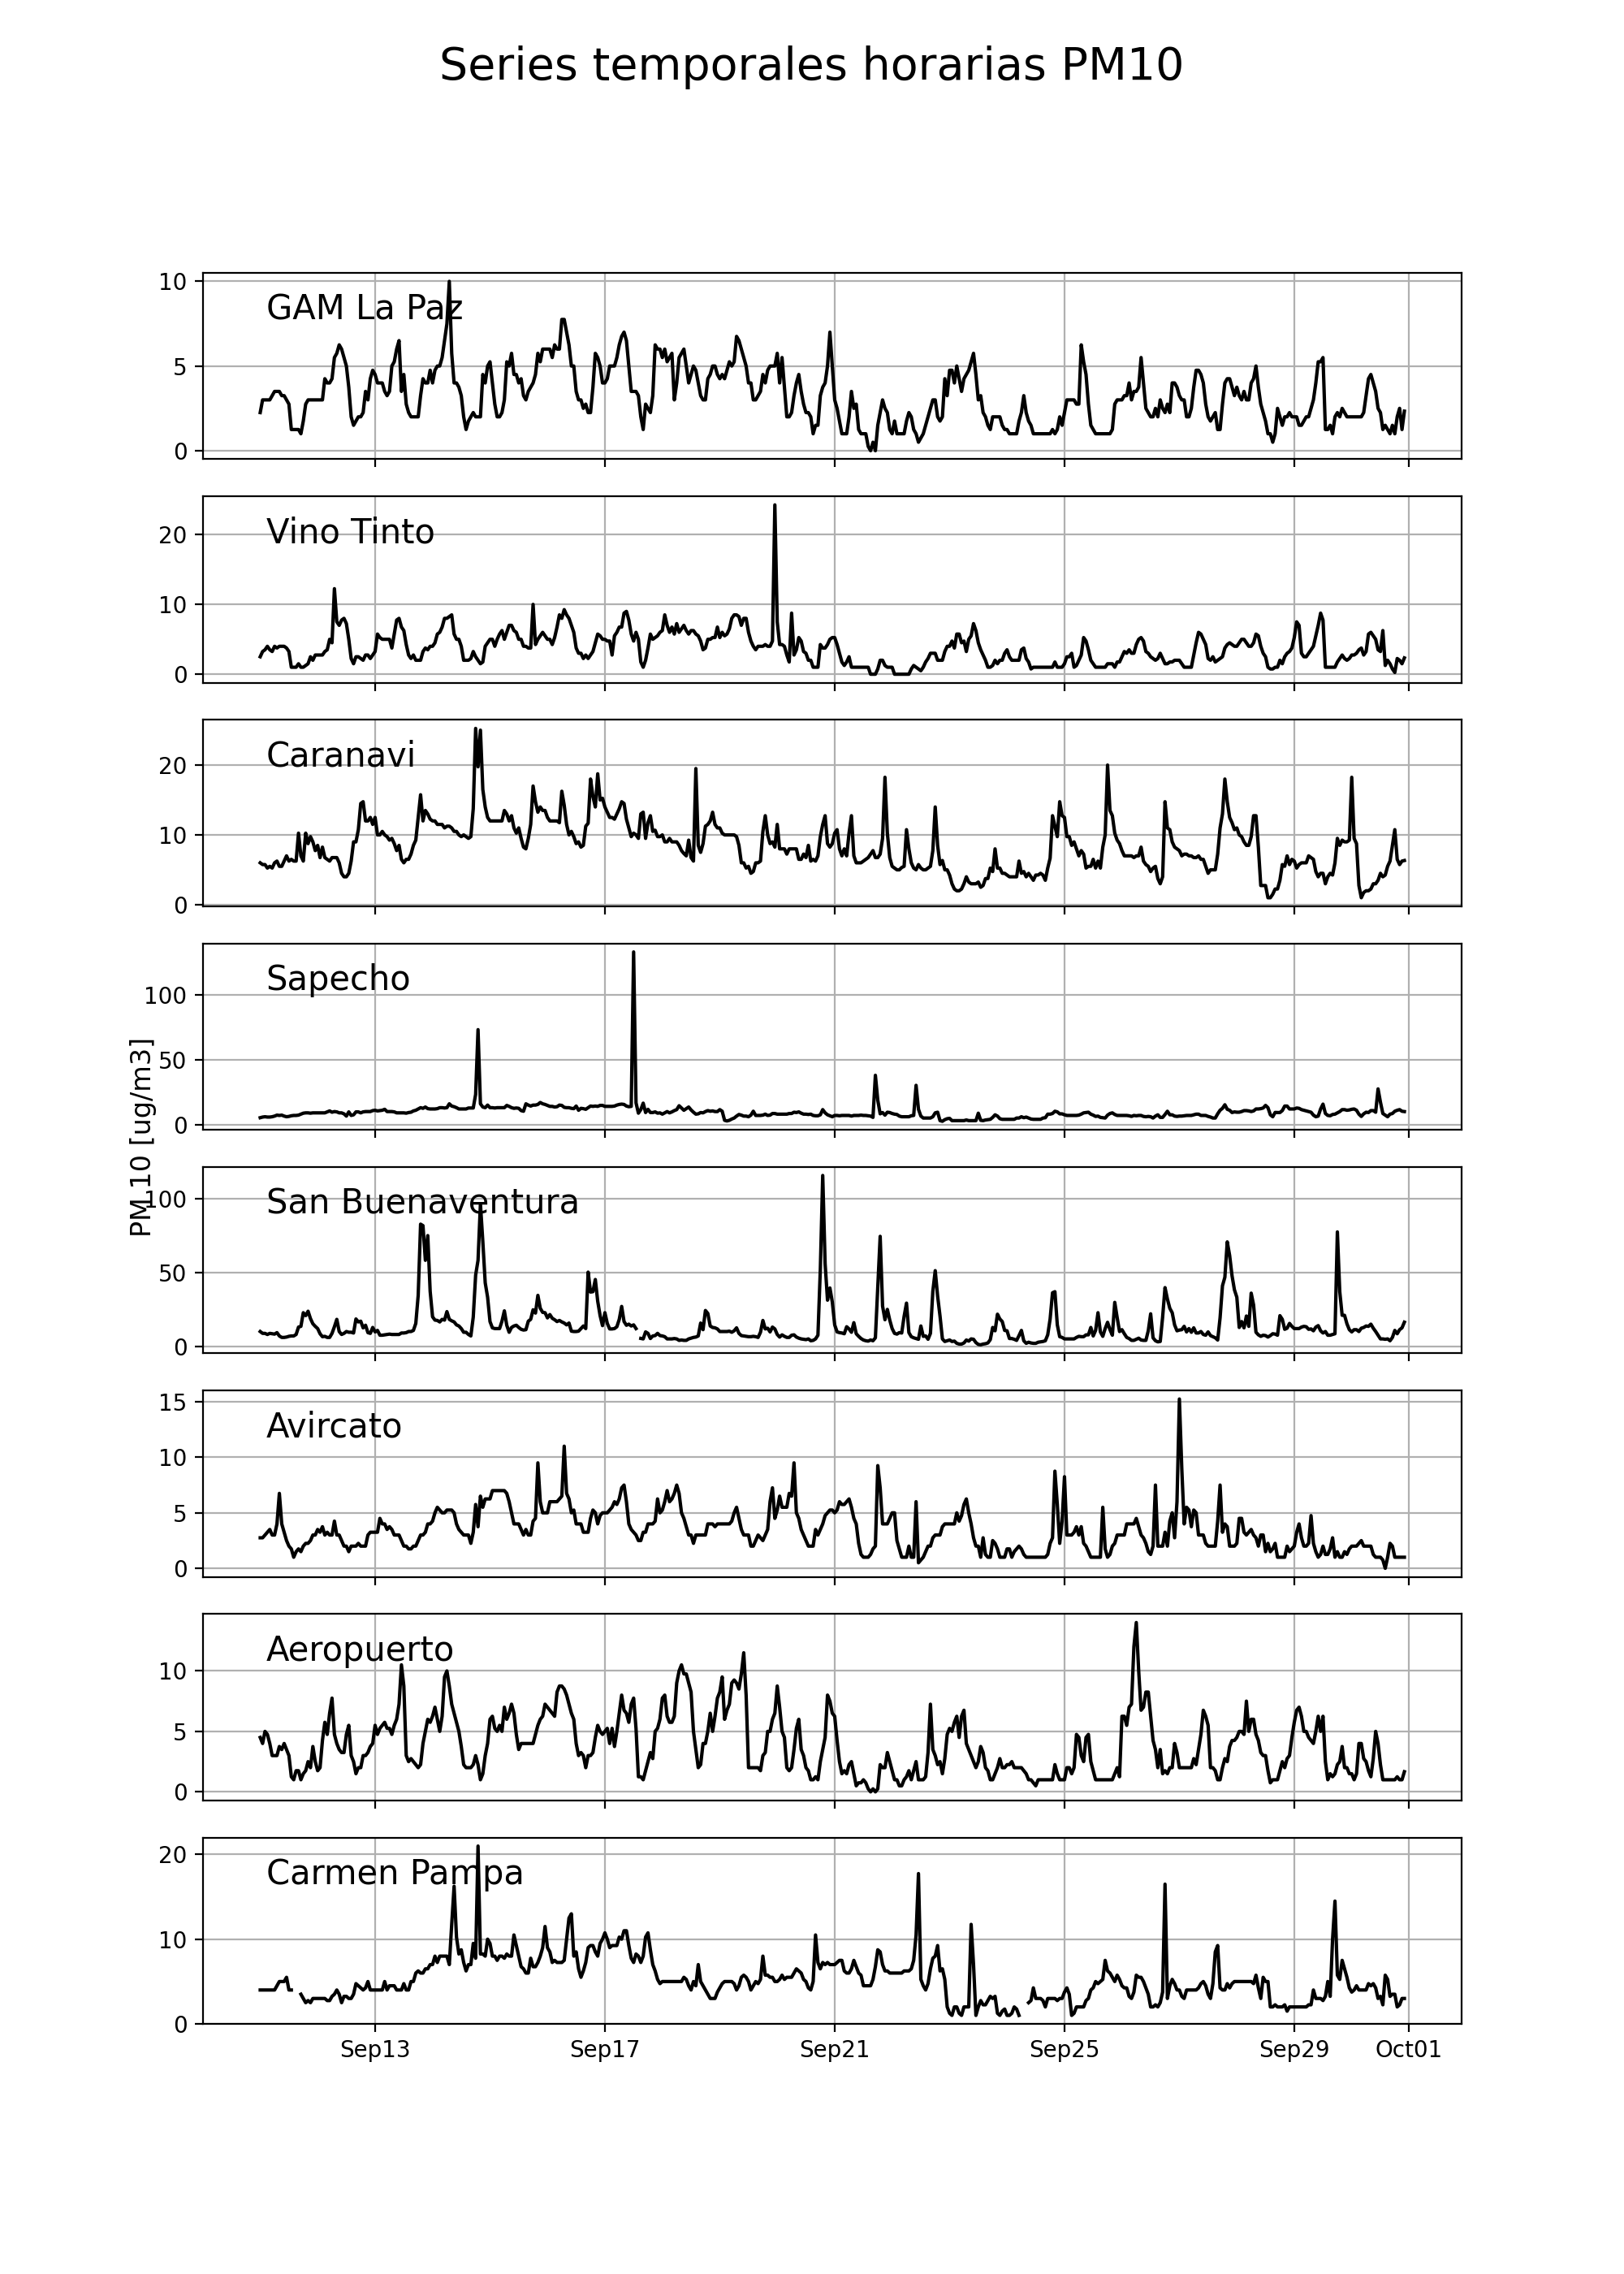 Series temporales horarias PM10
GAM La Paz
10
5
0
Vino Tinto
20
10
0
Caranavi
20
10
0
Sapecho
100
50
0
PM 10 [ug/m3]
San Buenaventura
100
50
0
Avircato
15
10
5
0
Aeropuerto
10
5
0
Carmen Pampa
20
10
0
Sep13 Sep17 Sep21 Sep25 Sep29 Oct01